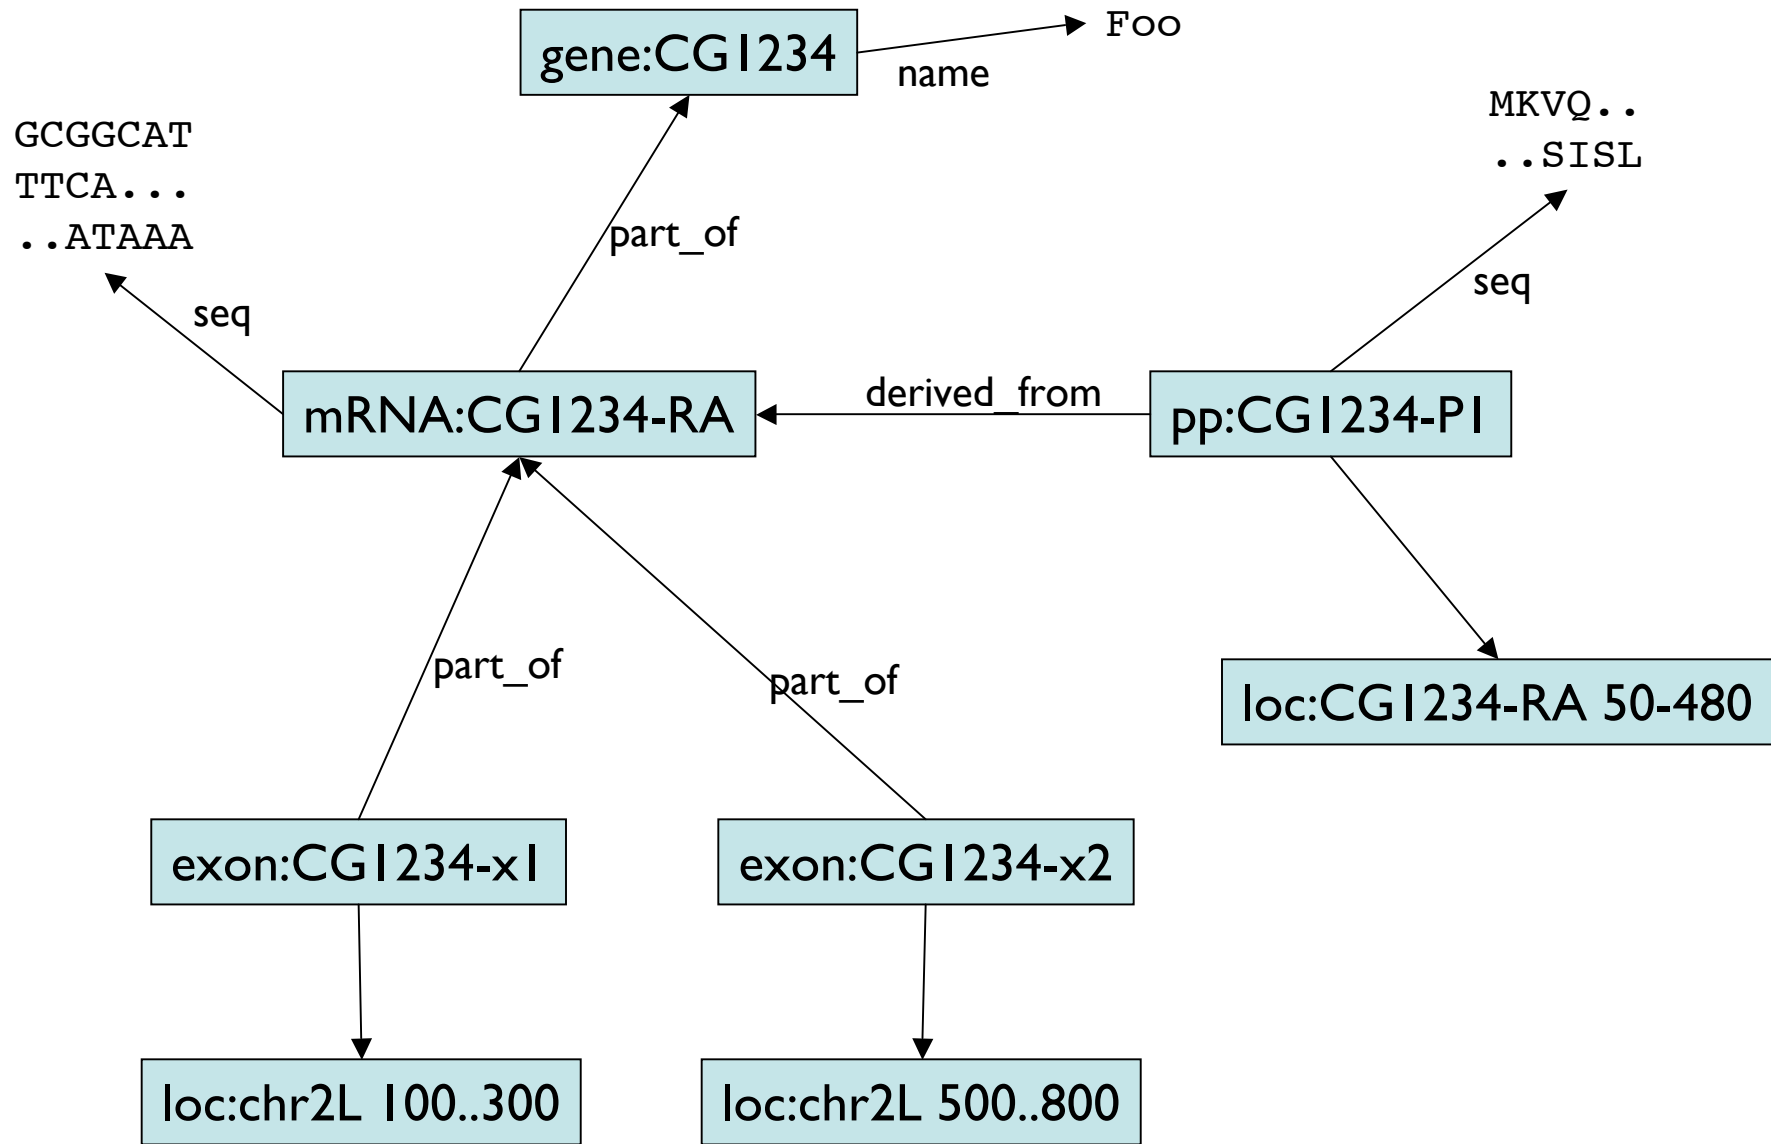 gene:CG1234
Foo
name
GCGGCAT
TTCA...
..ATAAA
MKVQ..
..SISL
part_of
seq
seq
mRNA:CG1234-RA
derived_from
pp:CG1234-P1
part_of
part_of
loc:CG1234-RA 50-480
exon:CG1234-x1
exon:CG1234-x2
loc:chr2L 100..300
loc:chr2L 500..800